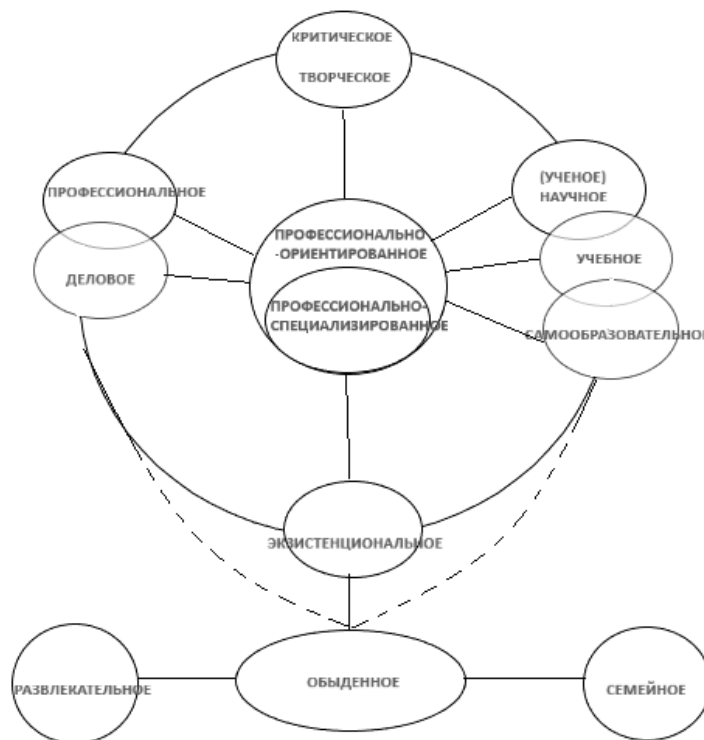 КРИТИЧЕСКОЕ
ТВОРЧЕСКОЕ
ПРОФЕССИОНАЛЬНОЕ
(УЧЕНОЕ)
НАУЧНОЕ
ПРОФЕССИОНАЛЬНО
-ОРИЕНТИРОВАННОЕ
ДЕЛОВОЕ
УЧЕБНОЕ
ПРОФЕССИОНАЛЬНО-
СПЕЦИАЛИЗИРОВАННОЕ
САМООБРАЗОВАТЕЛЬНОЕ
ЭКЗИСТЕНЦИОНАЛЬНОЕ
РАЗВЛЕКАТЕЛЬНОЕ
ОБЫДЕННОЕ
СЕМЕЙНОЕ